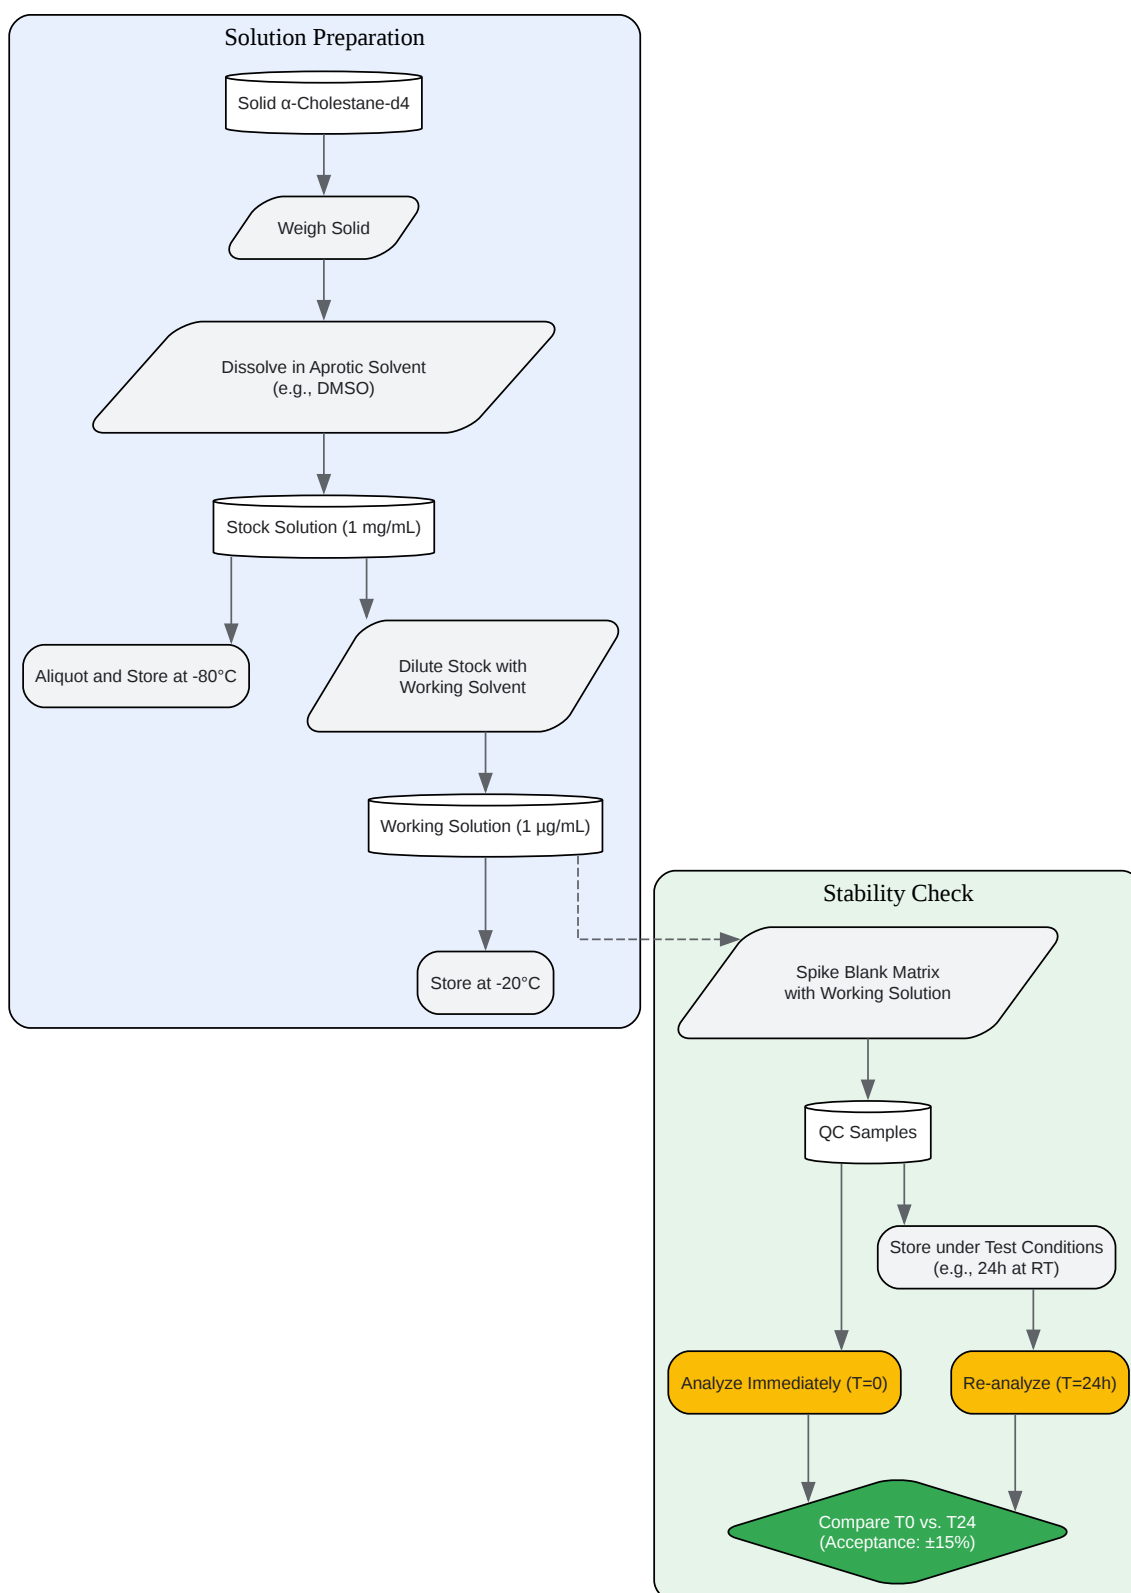 Solution Preparation
Solid α-Cholestane-d4
Weigh Solid
Dissolve in Aprotic Solvent
(e.g., DMSO)
Stock Solution (1 mg/mL)
Aliquot and Store at -80°C
Dilute Stock with
Working Solvent
Working Solution (1 µg/mL)
Store at -20°C
Stability Check
Spike Blank Matrix
with Working Solution
QC Samples
Store under Test Conditions
(e.g., 24h at RT)
Analyze Immediately (T=0)
Re-analyze (T=24h)
Compare T0 vs. T24
(Acceptance: ±15%)